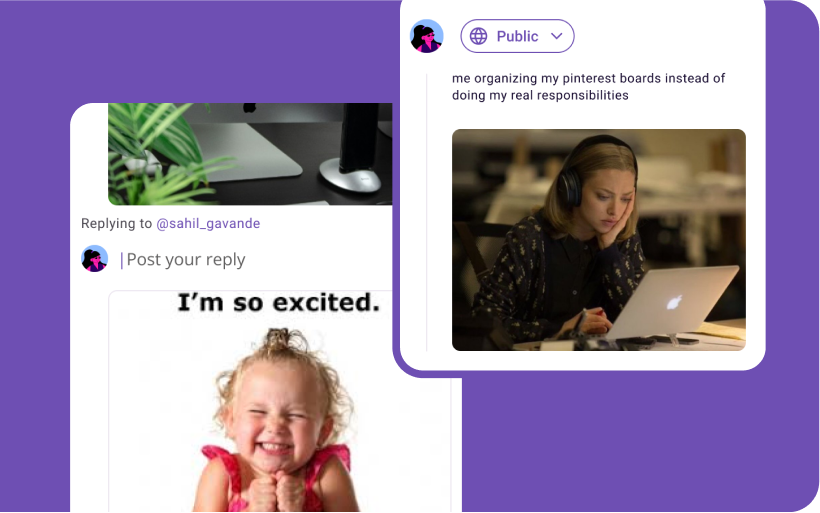 Public
me organizing my pinterest boards instead of
doing my real responsibilities
Replying to @sahil_gavande
Post your reply
I'm so excited.